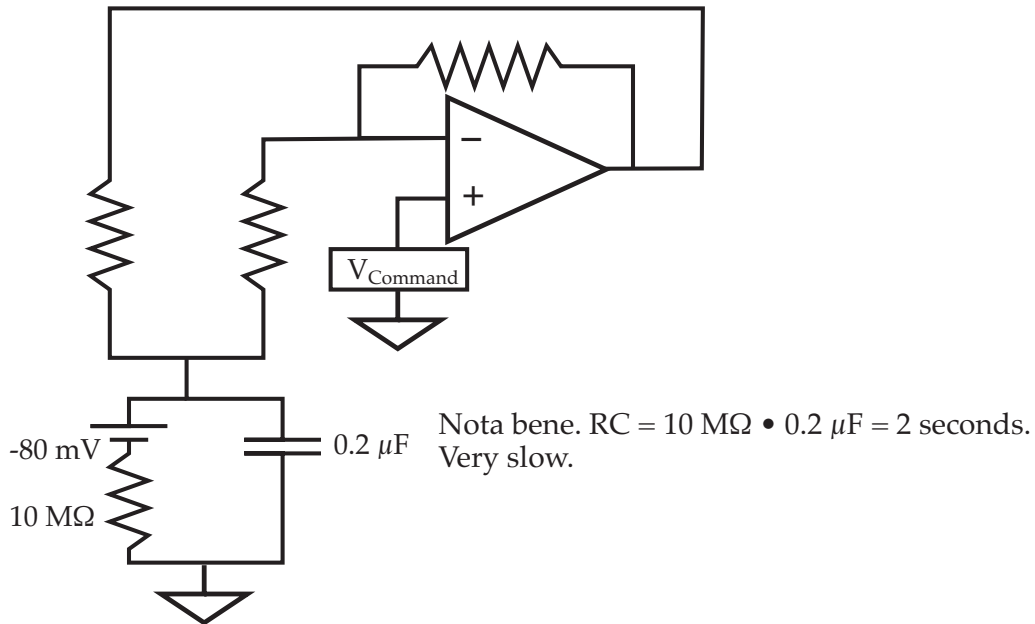 −
+
V_Command
-80 mV
0.2 μF
10 MΩ
Nota bene. RC = 10 MΩ • 0.2 μF = 2 seconds.
Very slow.